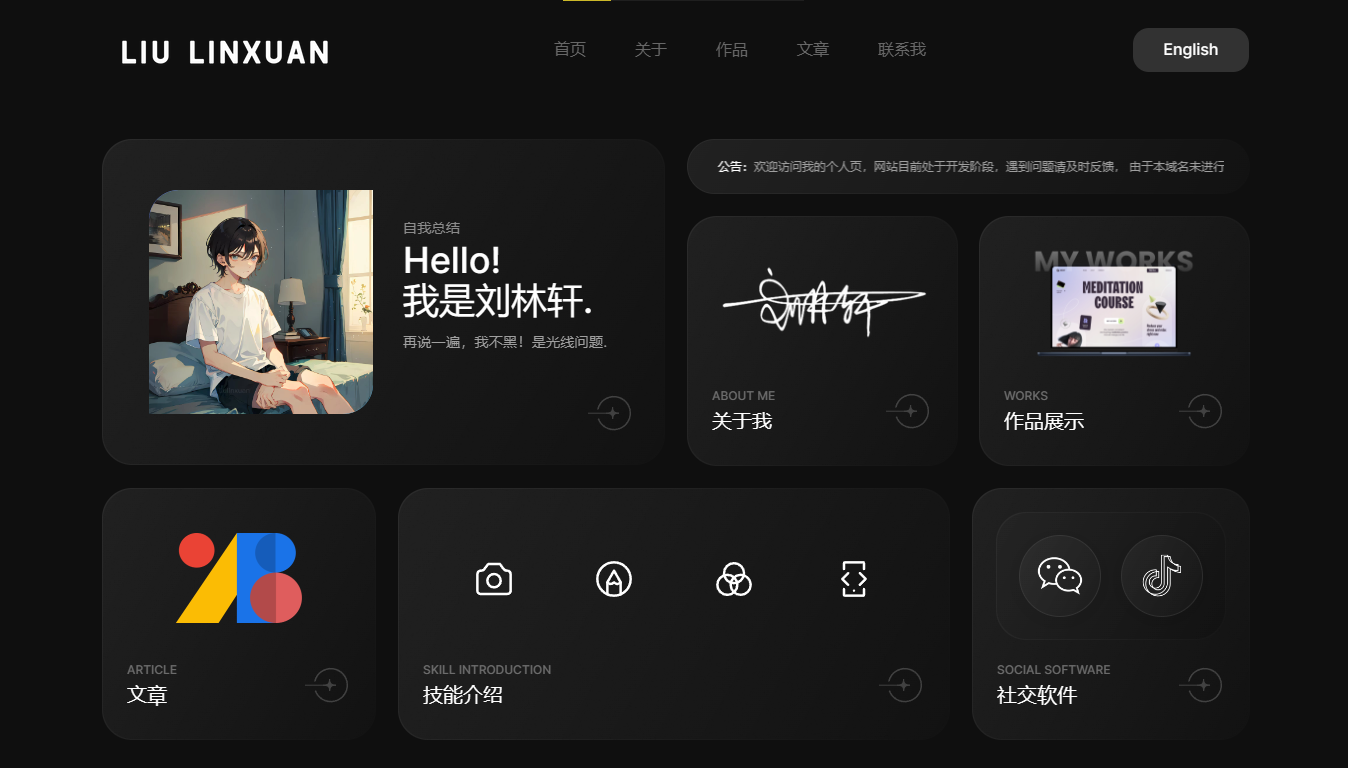 LIU LINXUAN
首页 关于 作品 文章 联系我
English
自我总结
Hello!
我是刘林轩.
再说一遍，我不黑！是光线问题.
公告：欢迎访问我的个人页，网站目前处于开发阶段，遇到问题请及时反馈， 由于本域名未进行
ABOUT ME
关于我
MY WORKS
MEDITATION
COURSE
WORKS
作品展示
ARTICLE
文章
SKILL INTRODUCTION
技能介绍
SOCIAL SOFTWARE
社交软件